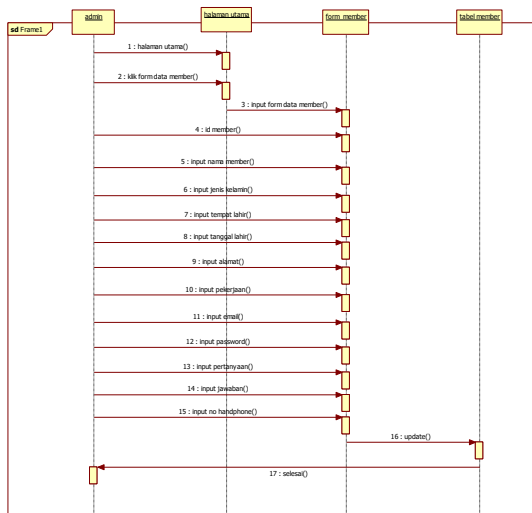 sd Frame1
admin
halaman utama
form member
tabel member
1 : halaman utama()
2 : klik form data member()
3 : input form data member()
4 : id member()
5 : input nama member()
6 : input jenis kelamin()
7 : input tempat lahir()
8 : input tanggal lahir()
9 : input alamat()
10 : input pekerjaan()
11 : input email()
12 : input password()
13 : input pertanyaan()
14 : input jawaban()
15 : input no handphone()
16 : update()
17 : selesai()